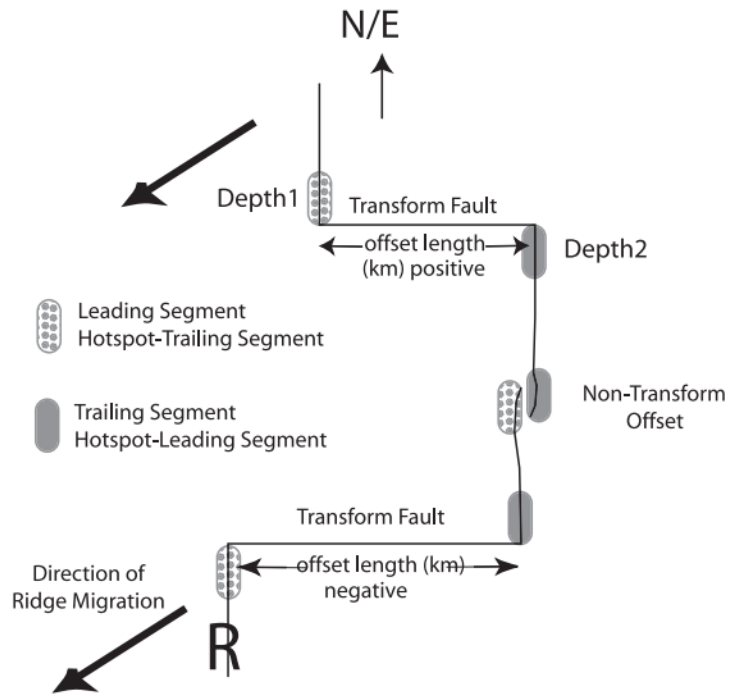 N/E
Depth1
Transform Fault
offset length
(km) positive
Depth2
Leading Segment
Hotspot-Trailing Segment
Trailing Segment
Hotspot-Leading Segment
Non-Transform
Offset
Transform Fault
offset length (km)
negative
Direction of
Ridge Migration
R